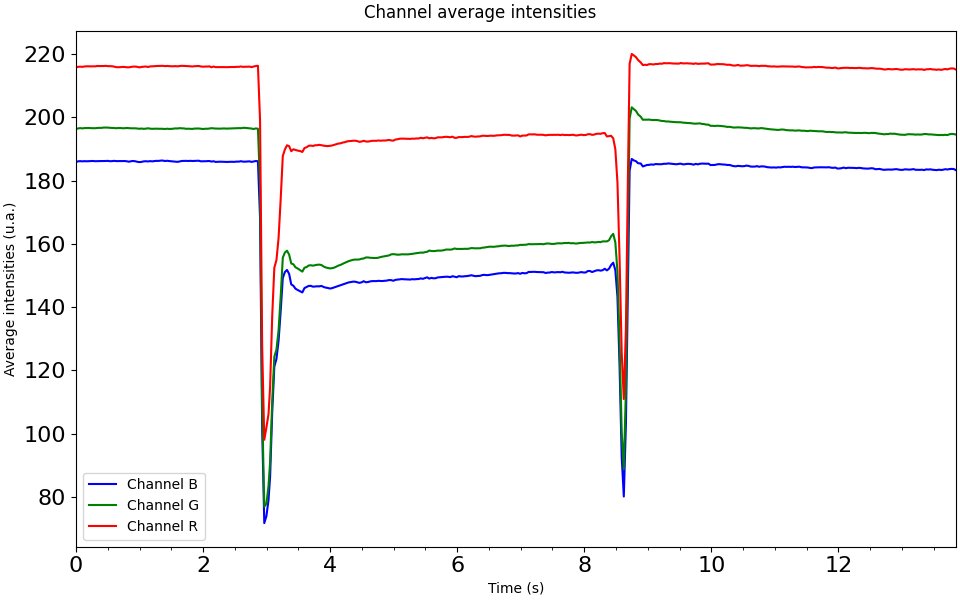 Channel average intensities
Average intensities (u.a.)
220
200
180
160
140
120
100
80
Channel B
Channel G
Channel R
0 2 4 6 8 10 12
Time (s)